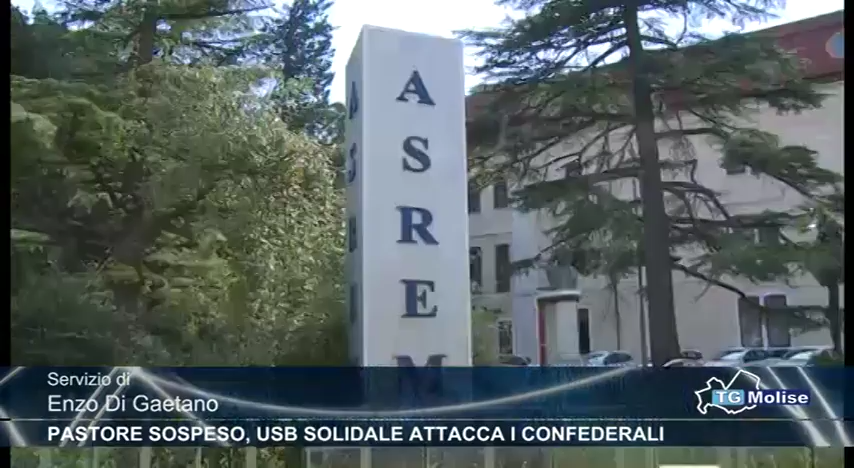 A
S
R
E
M
Servizio di
Enzo Di Gaetano
TG Molise
PASTORE SOSPESO, USB SOLIDALE ATTACCA I CONFEDERALI